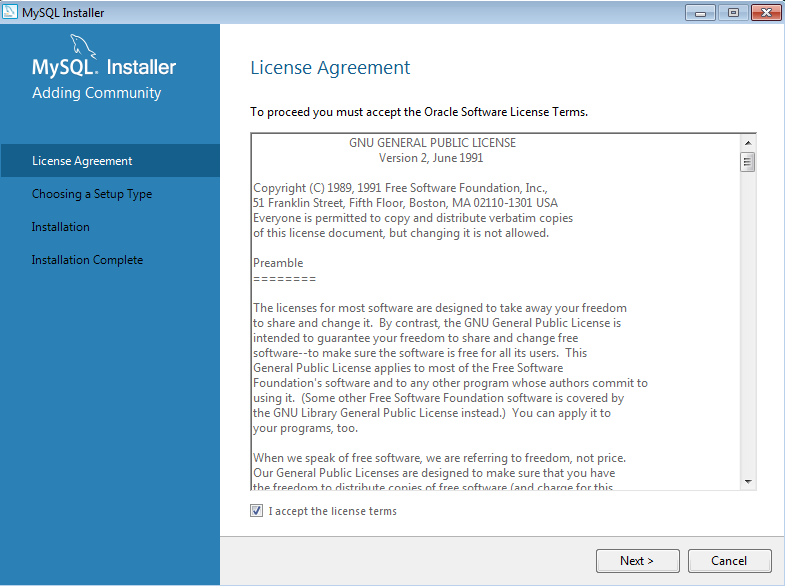 MySQL Installer
MySQL. Installer
Adding Community
License Agreement
Choosing a Setup Type
Installation
Installation Complete
License Agreement
To proceed you must accept the Oracle Software License Terms.
GNU GENERAL PUBLIC LICENSE
Version 2, June 1991
Copyright (C) 1989, 1991 Free Software Foundation, Inc.,
51 Franklin Street, Fifth Floor, Boston, MA 02110-1301 USA
Everyone is permitted to copy and distribute verbatim copies
of this license document, but changing it is not allowed.
Preamble
========
The licenses for most software are designed to take away your freedom
to share and change it.  By contrast, the GNU General Public License is
intended to guarantee your freedom to share and change free
software--to make sure the software is free for all its users.  This
General Public License applies to most of the Free Software
Foundation's software and to any other program whose authors commit to
using it.  (Some other Free Software Foundation software is covered by
the GNU Library General Public License instead.)  You can apply it to
your programs, too.
When we speak of free software, we are referring to freedom, not price.
Our General Public Licenses are designed to make sure that you have
the freedom to distribute copies of free software (and charge for this
I accept the license terms
Next >
Cancel